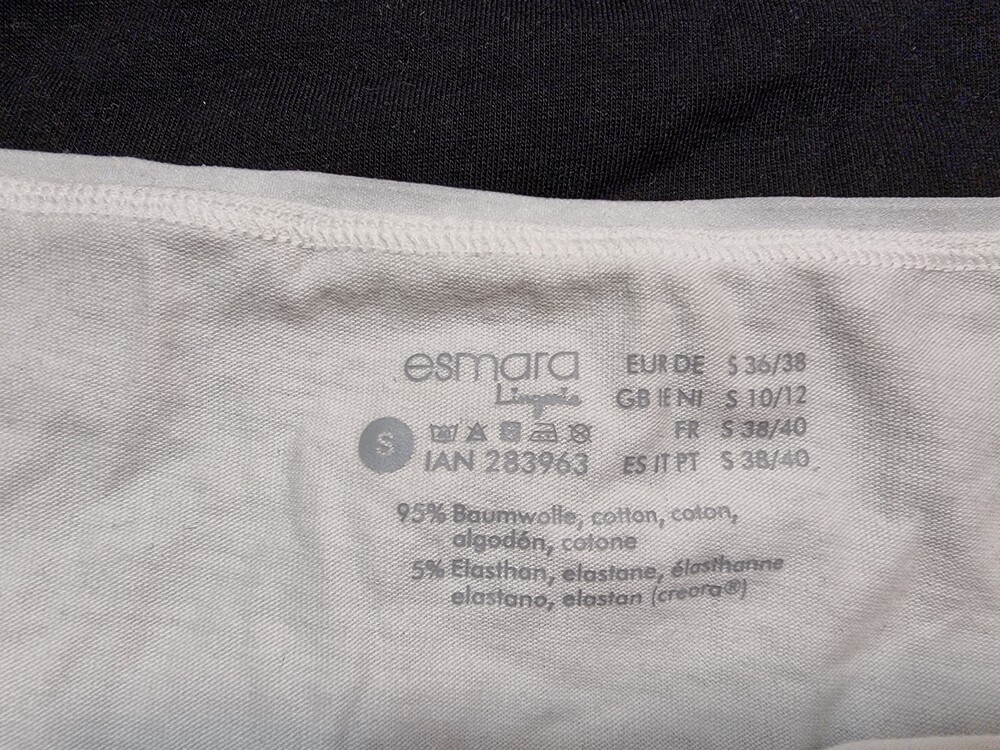 esmara
Lingerie
S
IAN 283963
EUR DE S 36/38
GB IE NI S 10/12
FR S 38/40
ES IT PT S 38/40
95% Baumwolle, cotton, coton,
algodón, cotone
5% Elasthan, elastane, élasthanne
elastano, elastan (creora®)